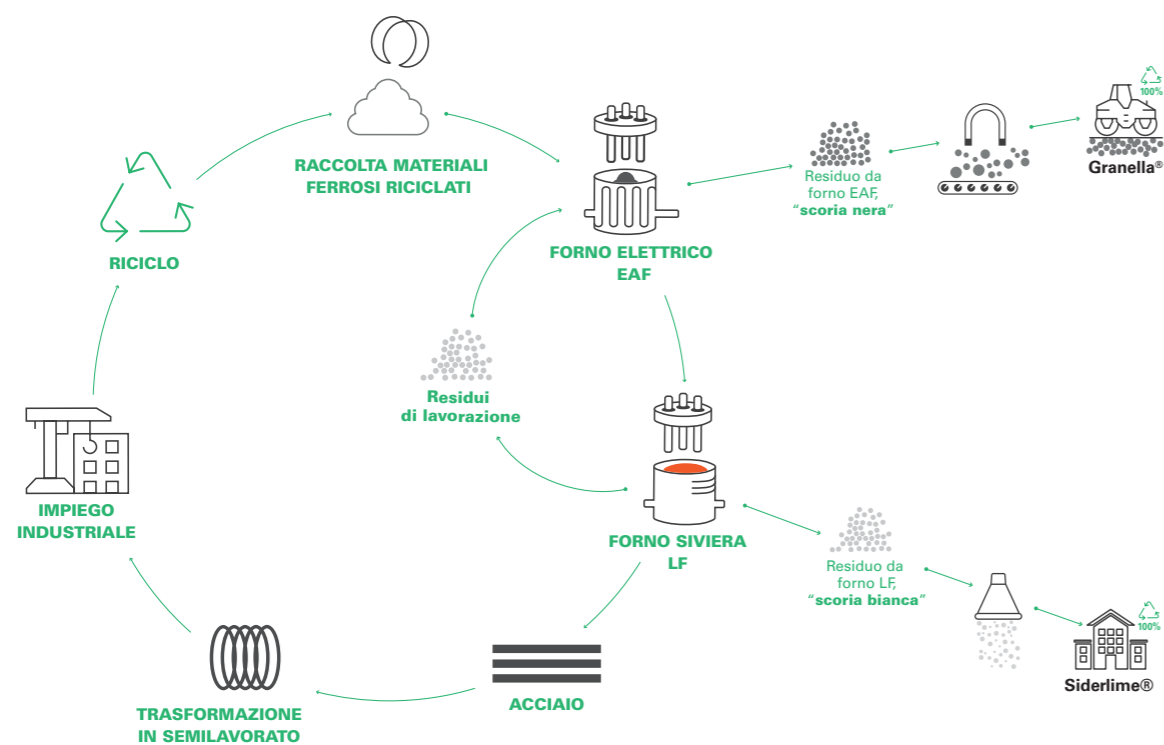 100%
Granella®
RACCOLTA MATERIALI
FERROSI RICICLATI
Residuo da
forno EAF,
“scoria nera”
RICICLO
FORNO ELETTRICO
EAF
Residui
di lavorazione
IMPIEGO
INDUSTRIALE
FORNO SIVIERA
LF
Residuo da
forno LF,
“scoria bianca”
100%
Siderlime®
ACCIAIO
TRASFORMAZIONE
IN SEMILAVORATO